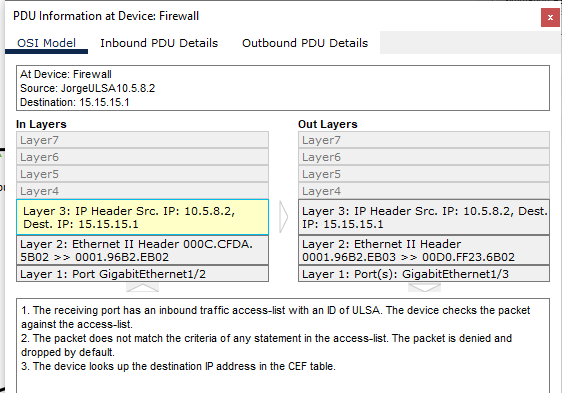 PDU Information at Device: Firewall
x
OSI Model Inbound PDU Details Outbound PDU Details
At Device: Firewall
Source: JorgeULSA10.5.8.2
Destination: 15.15.15.1
In Layers
Layer7
Layer6
Layer5
Layer4
Layer 3: IP Header Src. IP: 10.5.8.2,
Dest. IP: 15.15.15.1
Layer 2: Ethernet II Header 000C.CFDA.
5B02 >> 0001.96B2.EB02
Layer 1: Port GigabitEthernet1/2
Out Layers
Layer7
Layer6
Layer5
Layer4
Layer 3: IP Header Src. IP: 10.5.8.2,
Dest. IP: 15.15.15.1
Layer 2: Ethernet II Header
0001.96B2.EB03 >> 00D0.FF23.6B02
Layer 1: Port(s): GigabitEthernet1/3
1. The receiving port has an inbound traffic access-list with an ID of ULSA. The device checks the packet
against the access-list.
2. The packet does not match the criteria of any statement in the access-list. The packet is denied and
dropped by default.
3. The device looks up the destination IP address in the CEF table.